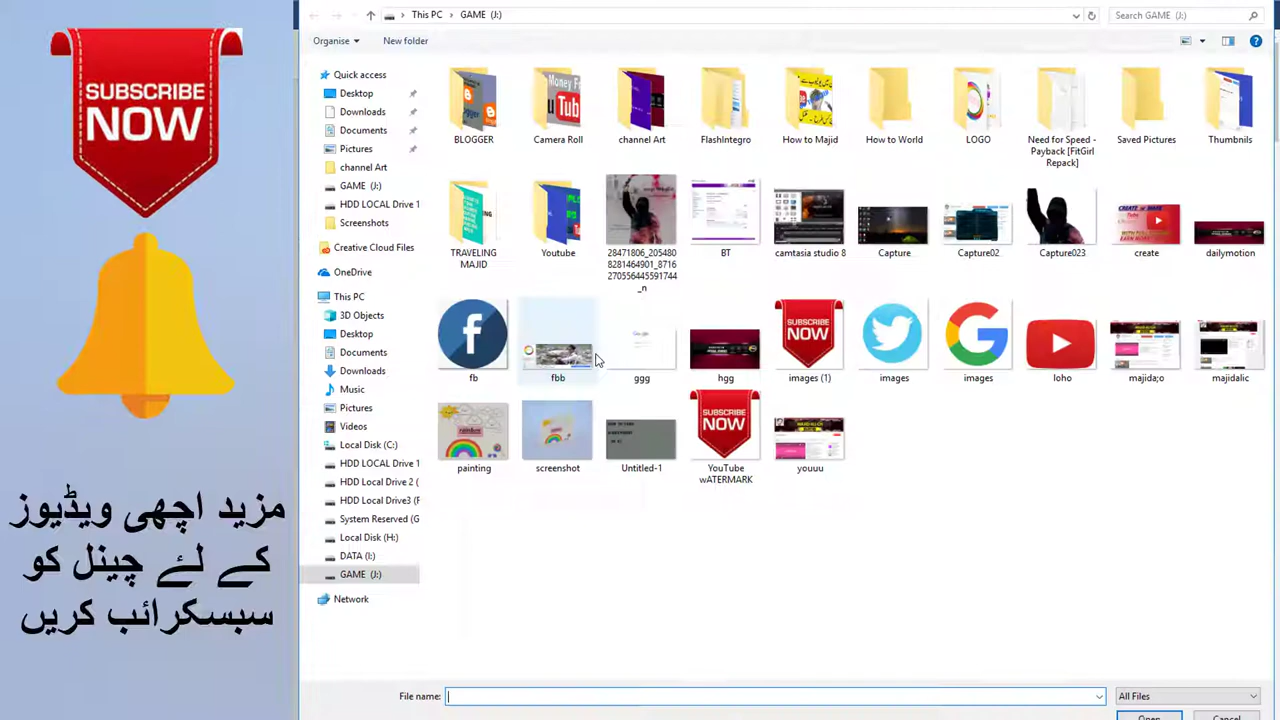 SUBSCRIBE
NOW
مزید اچھی ویڈیوز
کے لئے چینل کو
سبسکرائب کریں
This PC
GAME (J:)
Search GAME (J:)
Organise
New folder
Quick access
Desktop
Downloads
Documents
Pictures
channel Art
GAME (J:)
HDD LOCAL Drive 1
Screenshots
Creative Cloud Files
OneDrive
This PC
3D Objects
Desktop
Documents
Downloads
Music
Pictures
Videos
Local Disk (C:)
HDD LOCAL Drive 1
HDD Local Drive 2 (
HDD Local Drive3 (F
System Reserved (G
Local Disk (H:)
DATA (I:)
GAME (J:)
Network
BLOGGER
Camera Roll
channel Art
FlashIntegro
How to Majid
How to World
LOGO
Need for Speed -
Payback [FitGirl
Repack]
Saved Pictures
Thumbnils
TRAVELING
MAJID
Youtube
28471806_205480
8281464901_8716
270556445591744
_n
BT
camtasia studio 8
Capture
Capture02
Capture023
create
dailymotion
fb
fbb
ggg
hgg
SUBSCRIBE
NOW
images (1)
images
images
loho
majida;o
majidalic
painting
screenshot
Untitled-1
SUBSCRIBE
NOW
YouTube
wATERMARK
youuu
File name:
All Files
Open
Cancel